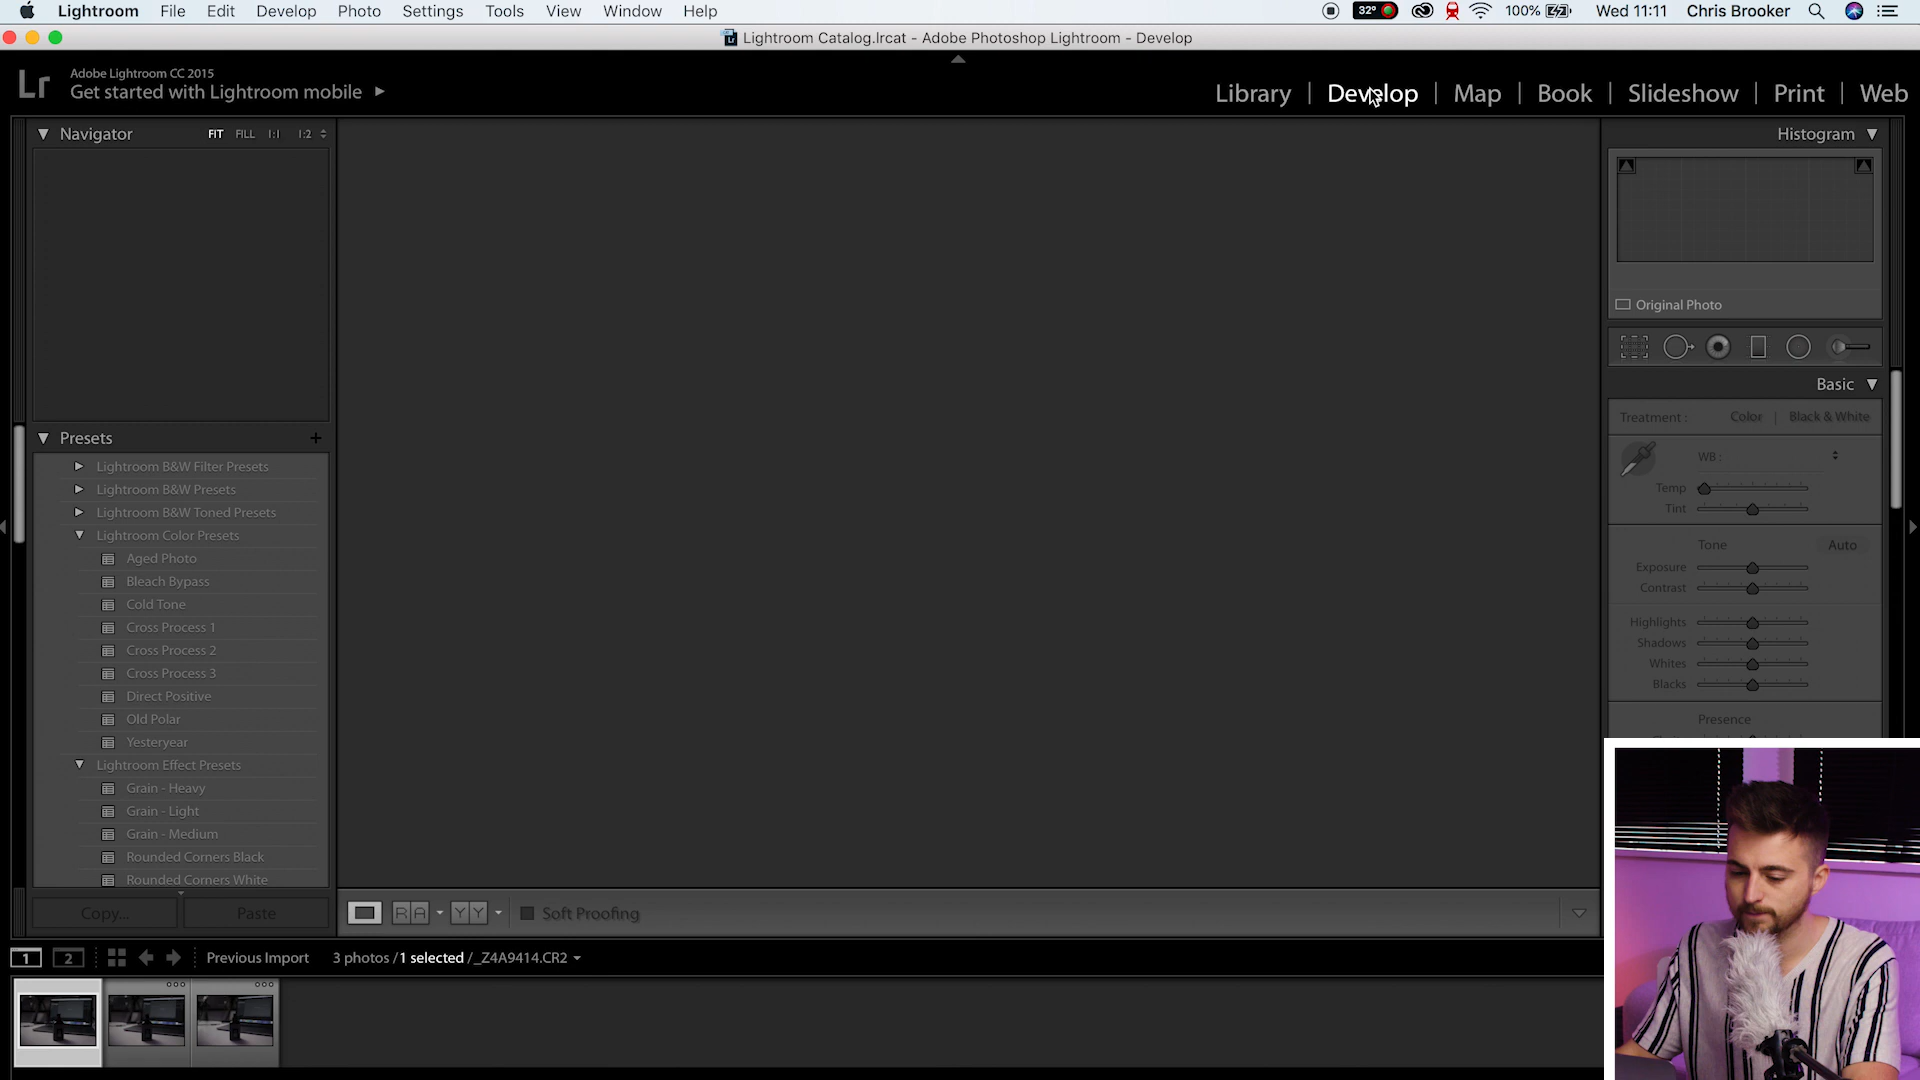 Lightroom File Edit Develop Photo Settings Tools View Window Help 32° 100% Wed 11:11 Chris Brooker
Lightroom Catalog.lrcat - Adobe Photoshop Lightroom - Develop
Lr
Adobe Lightroom CC 2015
Get started with Lightroom mobile
Library | Develop | Map | Book | Slideshow | Print | Web
Navigator FIT FILL 1:1 1:2
Histogram
Original Photo
Basic
Treatment : Color | Black & White
WB :
Temp
Tint
Tone Auto
Exposure
Contrast
Highlights
Shadows
Whites
Blacks
Presence
Presets +
Lightroom B&W Filter Presets
Lightroom B&W Presets
Lightroom B&W Toned Presets
Lightroom Color Presets
Aged Photo
Bleach Bypass
Cold Tone
Cross Process 1
Cross Process 2
Cross Process 3
Direct Positive
Old Polar
Yesteryear
Lightroom Effect Presets
Grain - Heavy
Grain - Light
Grain - Medium
Rounded Corners Black
Rounded Corners White
Copy... Paste
R A Y Y Soft Proofing
1 2 Previous Import 3 photos / 1 selected / _Z4A9414.CR2